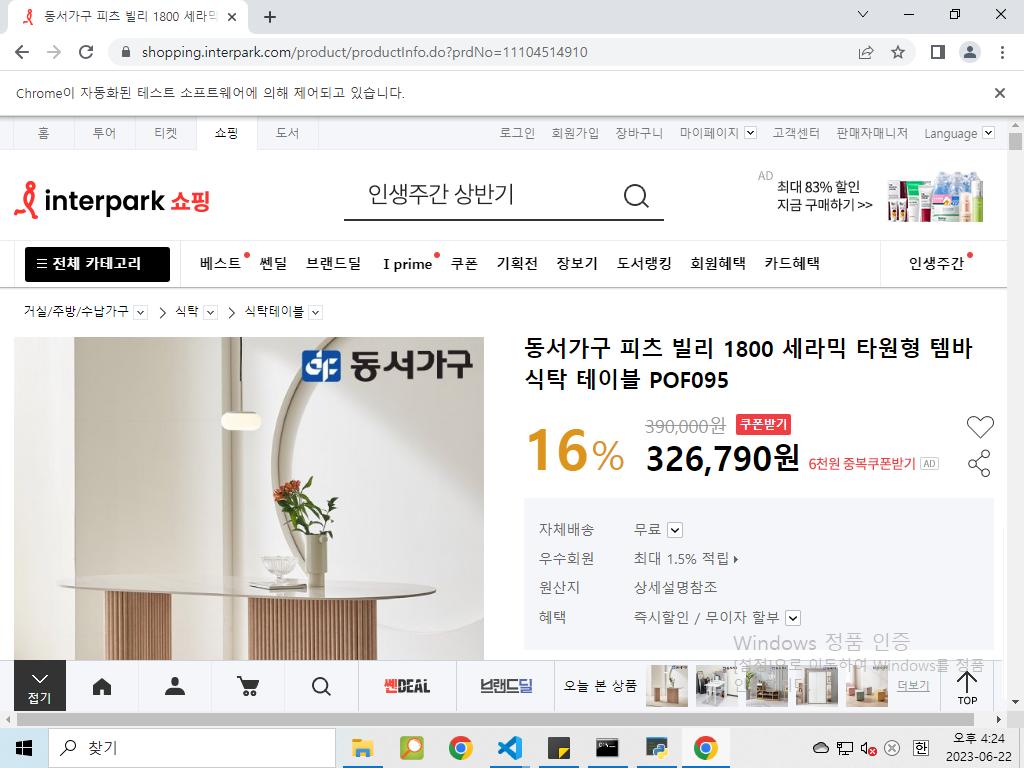 동서가구 피츠 빌리 1800 세라믹
shopping.interpark.com/product/productInfo.do?prdNo=11104514910
Chrome이 자동화된 테스트 소프트웨어에 의해 제어되고 있습니다.
홈 투어 티켓 쇼핑 도서 로그인 회원가입 장바구니 마이페이지 고객센터 판매자매니저 Language
interpark 쇼핑
인생주간 상반기
AD
최대 83% 할인
지금 구매하기 >>
전체 카테고리 베스트 쎈딜 브랜드딜 I prime 쿠폰 기획전 장보기 도서랭킹 회원혜택 카드혜택 인생주간
거실/주방/수납가구 > 식탁 > 식탁테이블
동서가구
동서가구 피츠 빌리 1800 세라믹 타원형 템바
식탁 테이블 POF095
16%
390,000원 쿠폰받기
326,790원 6천원 중복쿠폰받기 AD
자체배송 무료
우수회원 최대 1.5% 적립
원산지 상세설명참조
혜택 즉시할인 / 무이자 할부
Windows 정품 인증
[설정]으로 이동하여 Windows를 정품
접기 쎈DEAL 브랜드딜 오늘 본 상품 더보기 TOP
찾기
한
오후 4:24
2023-06-22